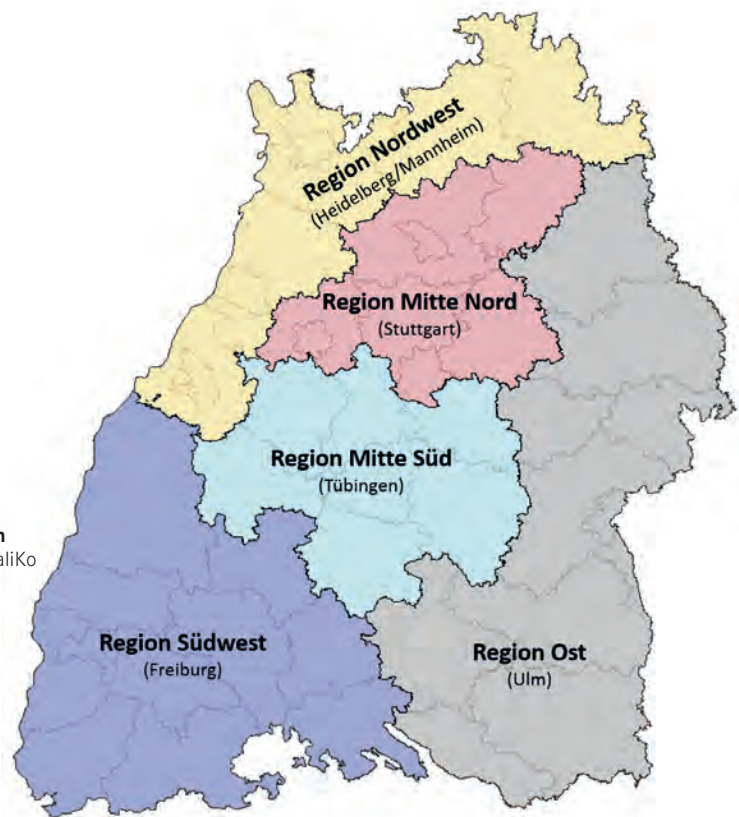 Region Nordwest
(Heidelberg/Mannheim)
Region Mitte Nord
(Stuttgart)
Region Mitte Süd
(Tübingen)
Region Südwest
(Freiburg)
Region Ost
(Ulm)